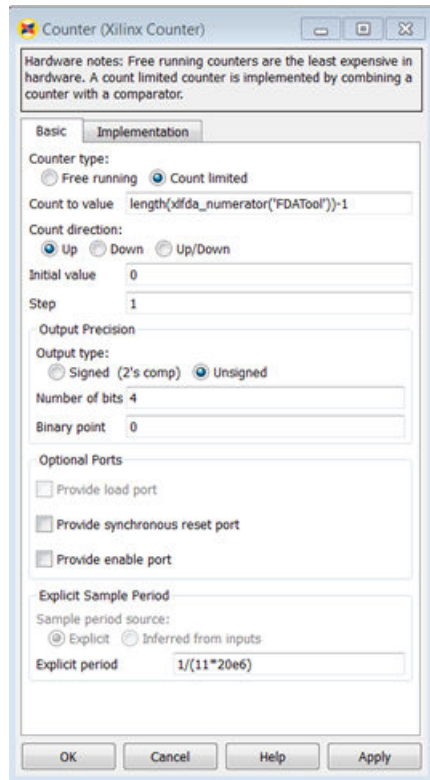 Counter (Xilinx Counter)
Hardware notes: Free running counters are the least expensive in
hardware. A count limited counter is implemented by combining a
counter with a comparator.
Basic Implementation
Counter type:
Free running Count limited
Count to value length(xlfda_numerator('FDATool'))-1
Count direction:
Up Down Up/Down
Initial value 0
Step 1
Output Precision
Output type:
Signed (2's comp) Unsigned
Number of bits 4
Binary point 0
Optional Ports
Provide load port
Provide synchronous reset port
Provide enable port
Explicit Sample Period
Sample period source:
Explicit Inferred from inputs
Explicit period 1/(11*20e6)
OK Cancel Help Apply